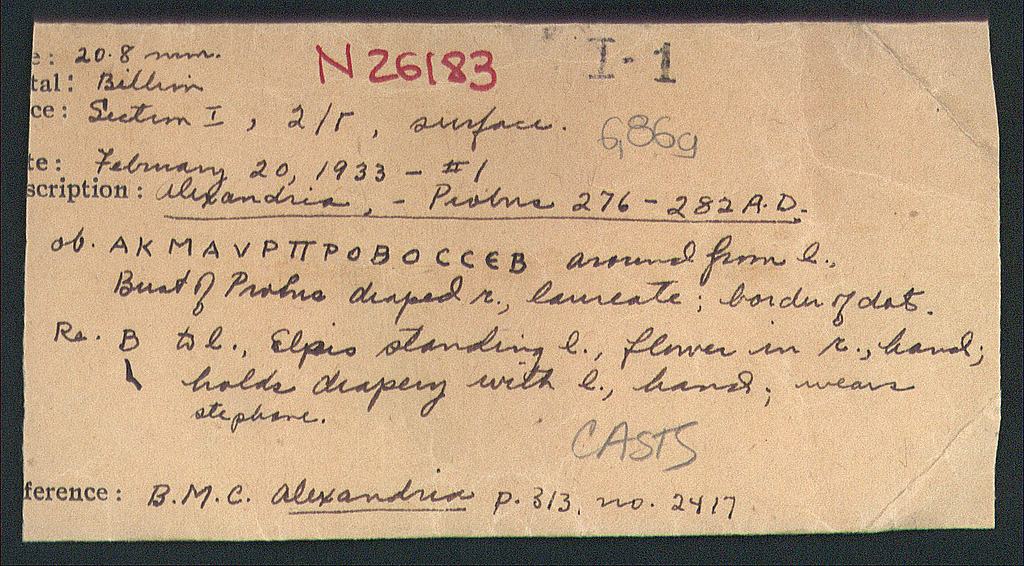 e: 20.8 mm.
N26183
I-1
tal: Billon
ce: Section I, 2/Γ, surface.
6,86g
te: February 20, 1933 - #1
scription: Alexandria, - Probus 276-282 A.D.
ob. ΑΚΜΑVΡΠΡΟΒΟCCЄΒ around from l.,
Bust of Probus draped r., laureate; border of dots.
Re. B to l., Elpis standing l., flower in r., hand;
L holds drapery with l., hand; wears
stephane.
CASTS
ference: B.M.C. Alexandria p. 313, no. 2417